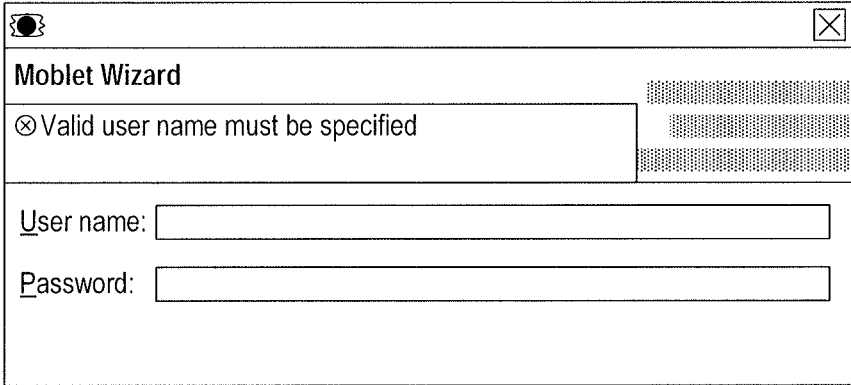 Moblet Wizard
⊗Valid user name must be specified
User name:
Password: